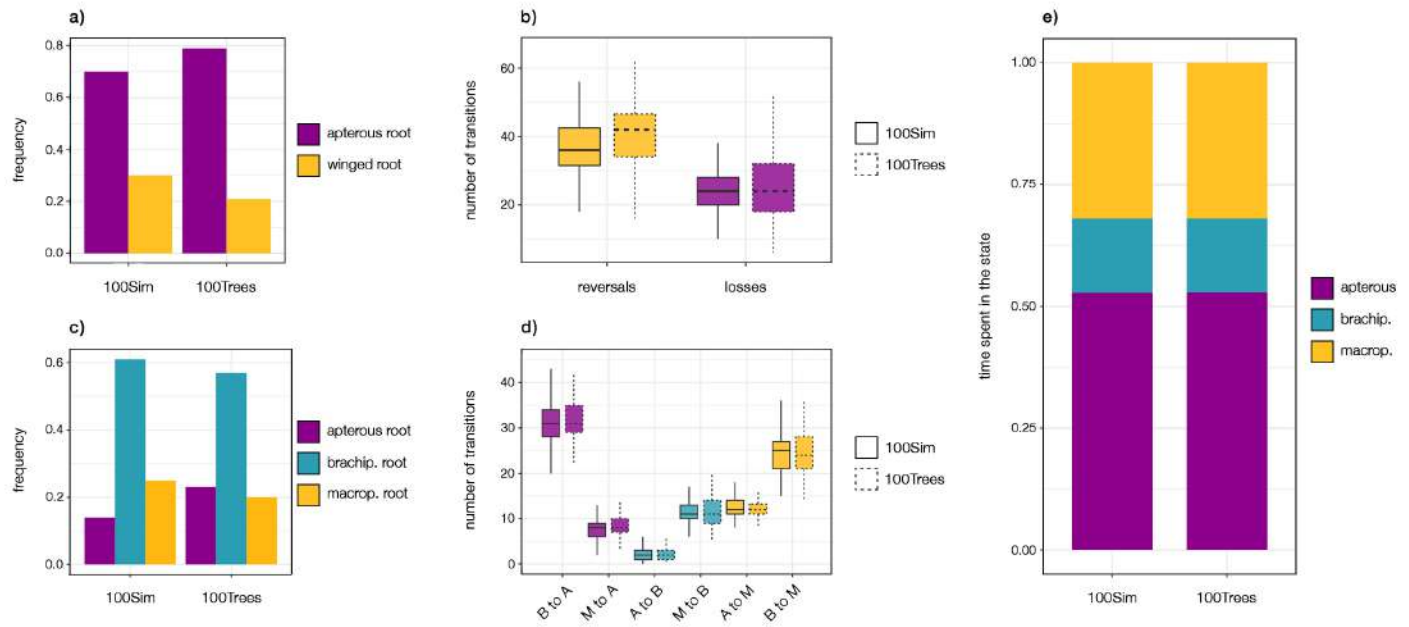 a)
frequency
0.8
0.6
0.4
0.2
0.0
100Sim
100Trees
apterous root
winged root
b)
number of transitions
60
40
20
reversals
losses
100Sim
100Trees
c)
frequency
0.6
0.4
0.2
0.0
100Sim
100Trees
apterous root
brachip. root
macrop. root
d)
number of transitions
40
30
20
10
0
B to A
M to A
A to B
M to B
A to M
B to M
100Sim
100Trees
e)
time spent in the state
1.00
0.75
0.50
0.25
0.00
100Sim
100Trees
apterous
brachip.
macrop.